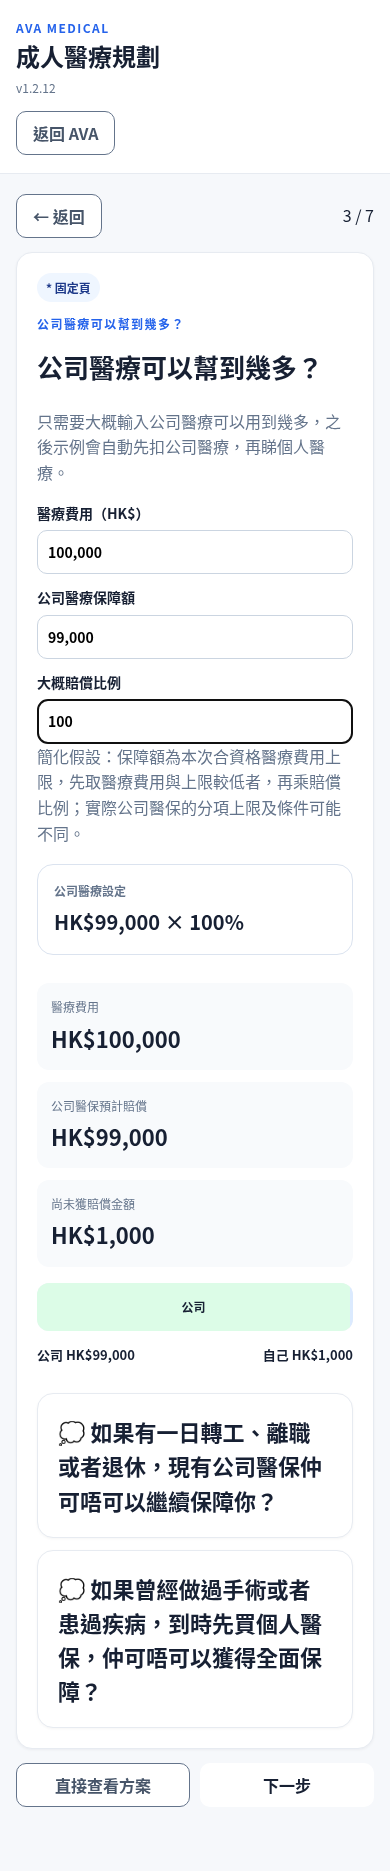 AVA MEDICAL
成人醫療規劃
v1.2.12
返回 AVA
← 返回
3 / 7
* 固定頁
公司醫療可以幫到幾多？
公司醫療可以幫到幾多？
只需要大概輸入公司醫療可以用到幾多，之
後示例會自動先扣公司醫療，再睇個人醫
療。
醫療費用（HK$）
100,000
公司醫療保障額
99,000
大概賠償比例
100
簡化假設：保障額為本次合資格醫療費用上
限，先取醫療費用與上限較低者，再乘賠償
比例；實際公司醫保的分項上限及條件可能
不同。
公司醫療設定
HK$99,000 × 100%
醫療費用
HK$100,000
公司醫保預計賠償
HK$99,000
尚未獲賠償金額
HK$1,000
公司
公司 HK$99,000
自己 HK$1,000
💭 如果有一日轉工、離職
或者退休，現有公司醫保仲
可唔可以繼續保障你？
💭 如果曾經做過手術或者
患過疾病，到時先買個人醫
保，仲可唔可以獲得全面保
障？
直接查看方案
下一步